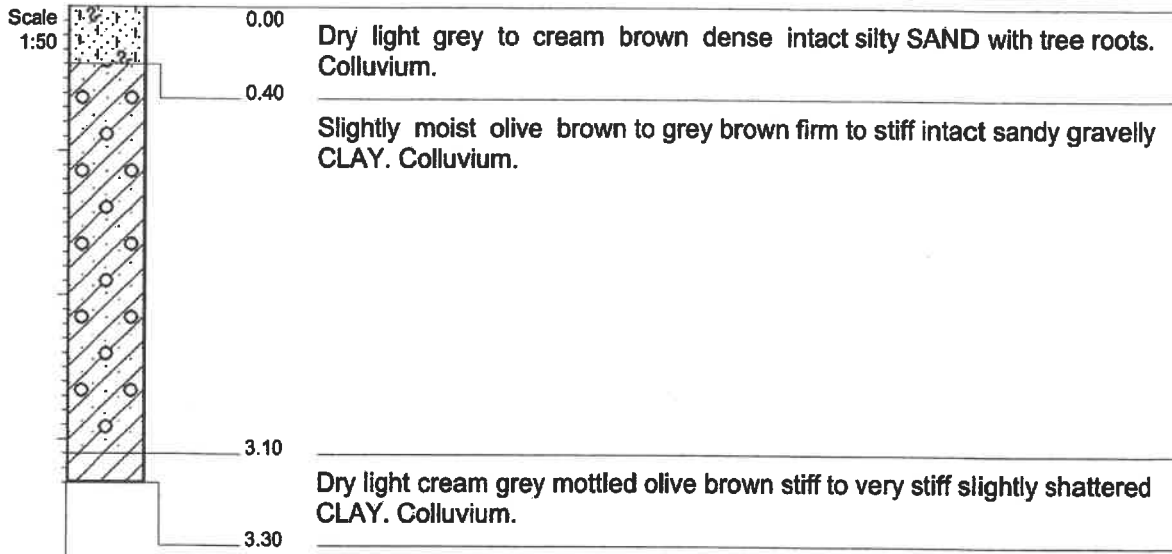 Scale
1:50
0.00
Dry light grey to cream brown dense intact silty SAND with tree roots.
Colluvium.
0.40
Slightly moist olive brown to grey brown firm to stiff intact sandy gravelly
CLAY. Colluvium.
3.10
Dry light cream grey mottled olive brown stiff to very stiff slightly shattered
CLAY. Colluvium.
3.30